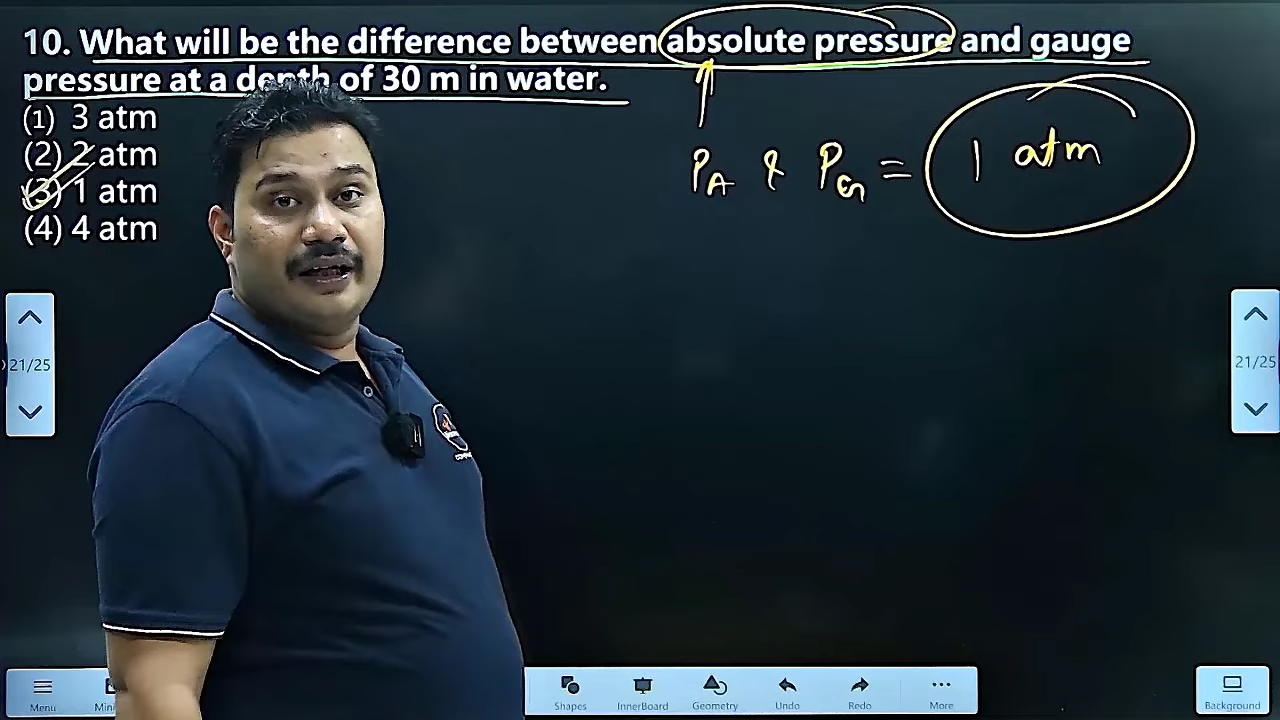 10. What will be the difference between absolute pressure and gauge
pressure at a depth of 30 m in water.
(1) 3 atm
(2) 2 atm
(3) 1 atm
(4) 4 atm
P_A & P_G = 1 atm
21/25
21/25
Menu
Shapes
InnerBoard
Geometry
Undo
Redo
More
Background